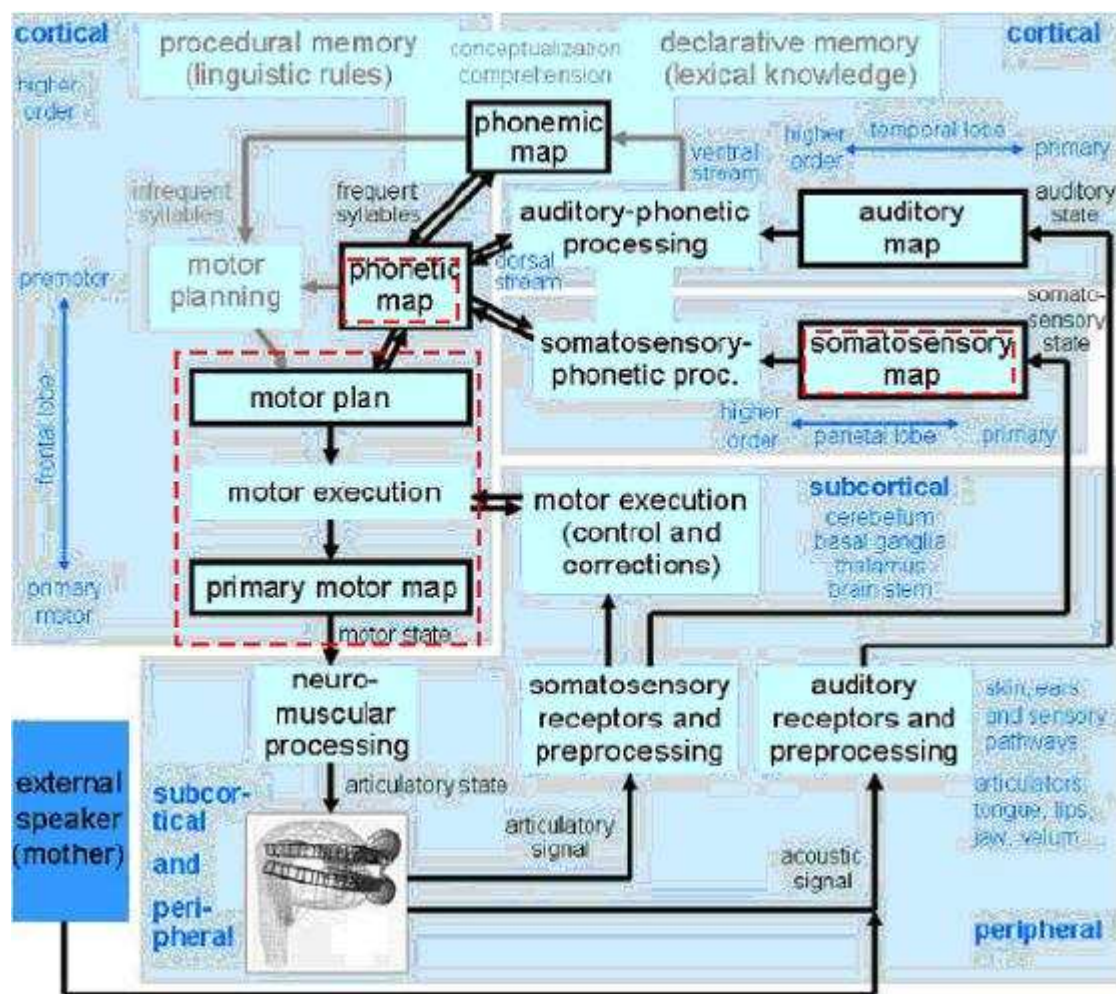 cortical
procedural memory
(linguistic rules)
conceptualization
comprehension
declarative memory
(lexical knowledge)
cortical
higher
order
phonemic
map
ventral
stream
higher
order
temporal lobe
primary
infrequent
syllables
frequent
syllables
auditory-phonetic
processing
auditory
map
auditory
state
premotor
motor
planning
phonetic
map
dorsal
stream
somato-
sensory
state
somatosensory-
phonetic proc.
somatosensory
map
motor plan
higher
order
parietal lobe
primary
frontal lobe
motor execution
motor execution
(control and
corrections)
subcortical
cerebellum
basal ganglia
thalamus
brain stem
primary
motor
primary motor map
motor state
neuro-
muscular
processing
somatosensory
receptors and
preprocessing
auditory
receptors and
preprocessing
skin, ears
and sensory
pathways
external
speaker
(mother)
subcor-
tical
and
peri-
pheral
articulatory state
articulatory
signal
acoustic
signal
articulators:
tongue, lips,
jaw, velum
peripheral